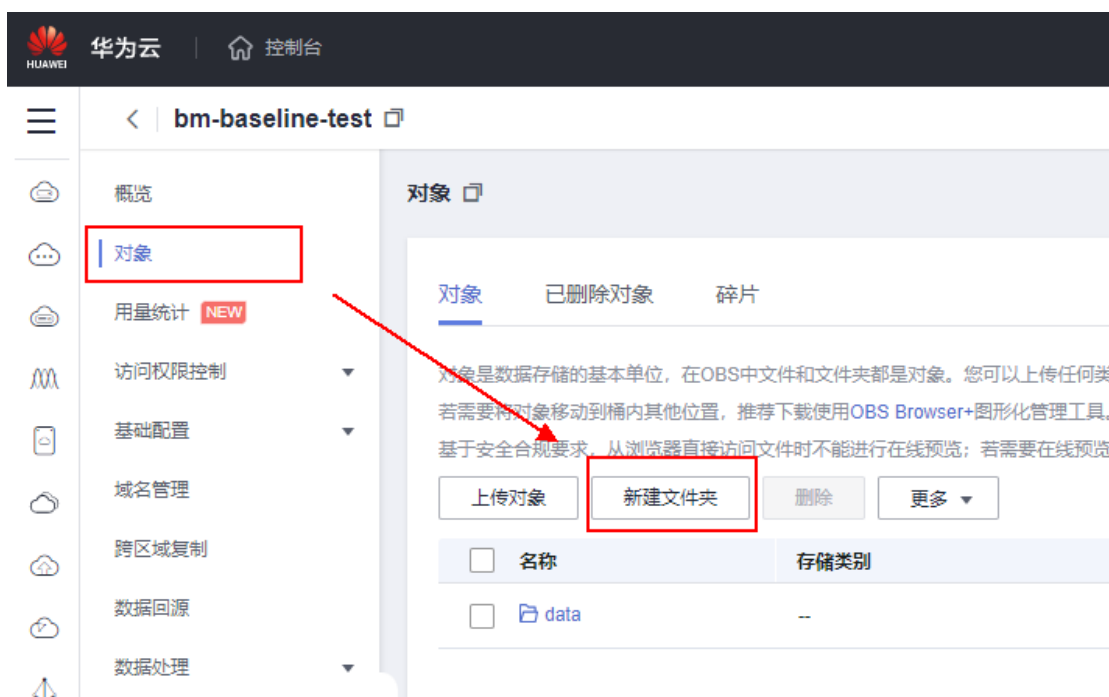 HUAWEI 华为云 控制台
bm-baseline-test
概览
对象
用量统计 NEW
访问权限控制
基础配置
域名管理
跨区域复制
数据回源
数据处理
对象
对象 已删除对象 碎片
对象是数据存储的基本单位，在OBS中文件和文件夹都是对象。您可以上传任何类
若需要将对象移动到桶内其他位置，推荐下载使用OBS Browser+图形化管理工具。
基于安全合规要求，从浏览器直接访问文件时不能进行在线预览；若需要在线预览
上传对象 新建文件夹 删除 更多
名称 存储类别
data --